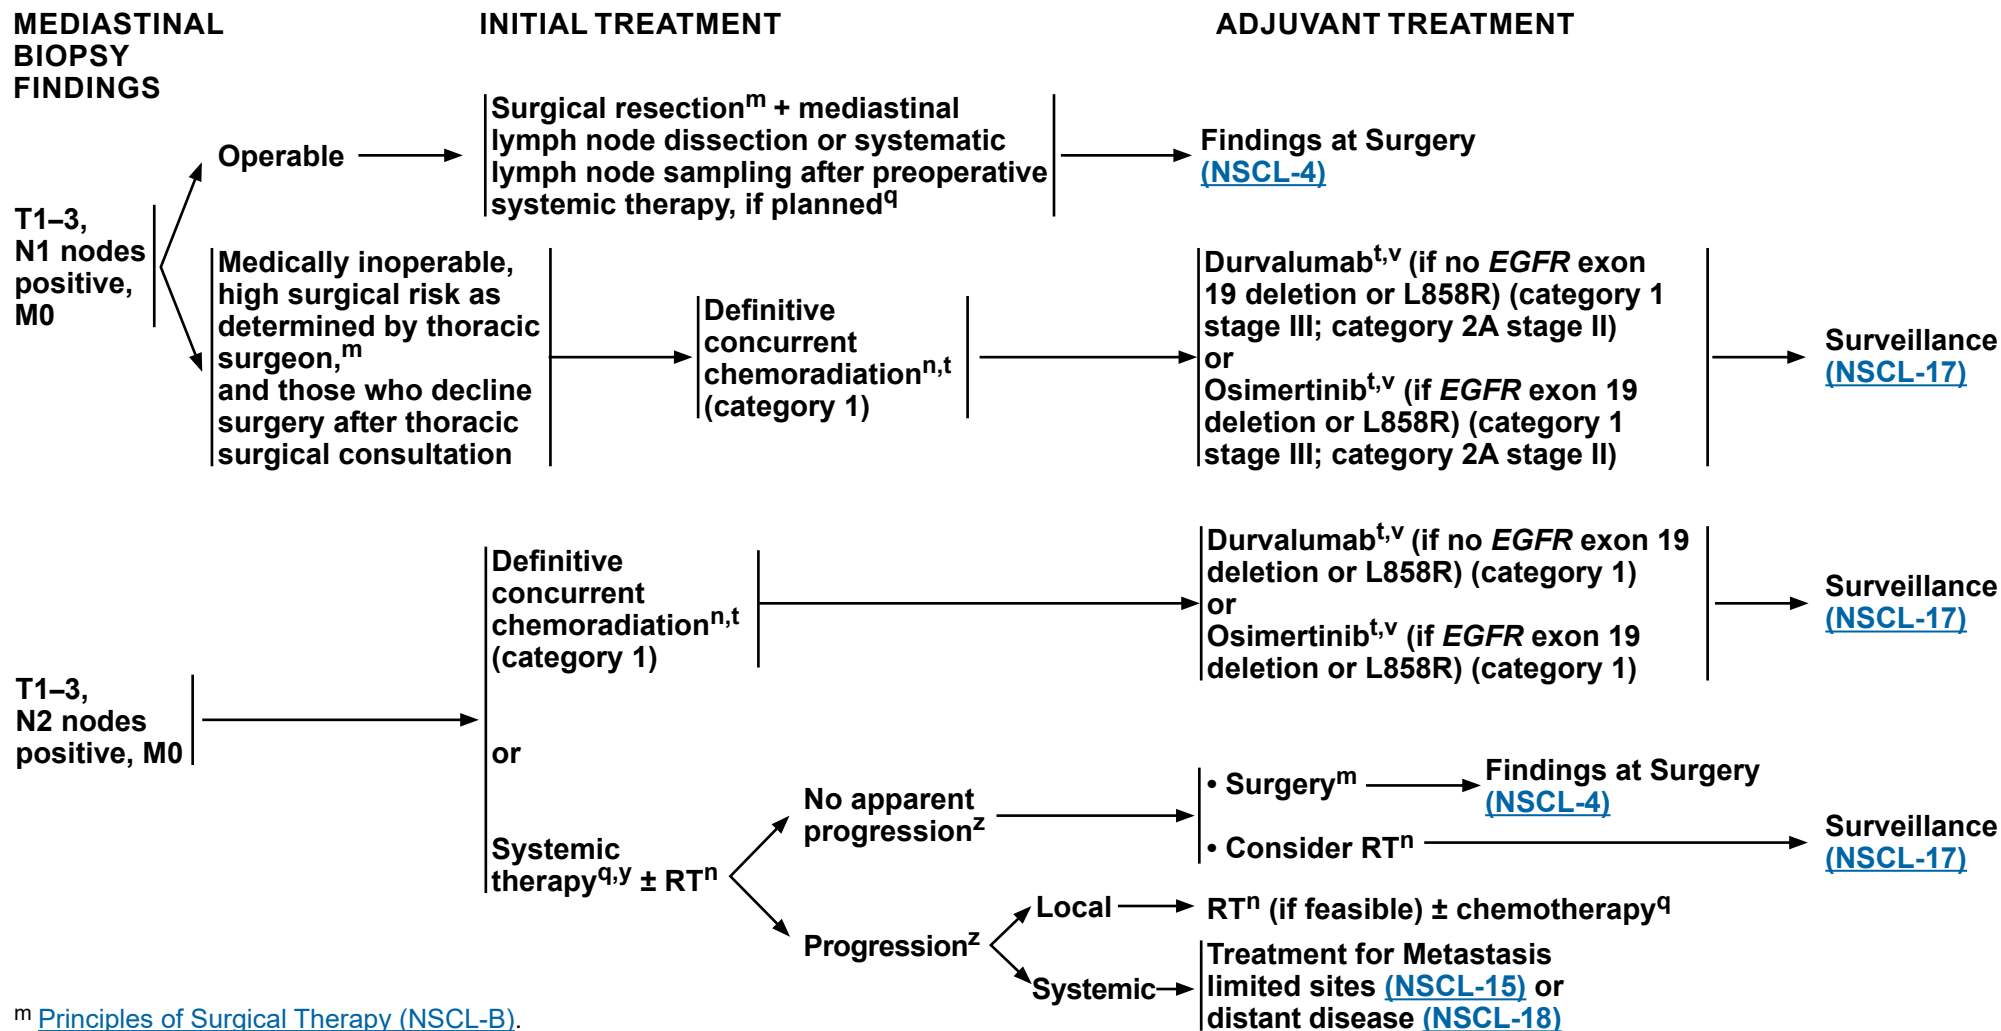 MEDIASTINAL
BIOPSY
FINDINGS
INITIAL TREATMENT
ADJUVANT TREATMENT
T1–3,
N1 nodes
positive,
M0
Operable
Surgical resectionᵐ + mediastinal
lymph node dissection or systematic
lymph node sampling after preoperative
systemic therapy, if plannedq
Findings at Surgery
(NSCL-4)
Medically inoperable,
high surgical risk as
determined by thoracic
surgeon,ᵐ
and those who decline
surgery after thoracic
surgical consultation
Definitive
concurrent
chemoradiationⁿ,ᵗ
(category 1)
Durvalumabᵗ,ᵛ (if no EGFR exon
19 deletion or L858R) (category 1
stage III; category 2A stage II)
or
Osimertinibᵗ,ᵛ (if EGFR exon 19
deletion or L858R) (category 1
stage III; category 2A stage II)
Surveillance
(NSCL-17)
T1–3,
N2 nodes
positive, M0
Definitive
concurrent
chemoradiationⁿ,ᵗ
(category 1)
Durvalumabᵗ,ᵛ (if no EGFR exon 19
deletion or L858R) (category 1)
or
Osimertinibᵗ,ᵛ (if EGFR exon 19
deletion or L858R) (category 1)
Surveillance
(NSCL-17)
or
Systemic
therapyq,ʸ ± RTⁿ
No apparent
progressionᶻ
• Surgeryᵐ
Findings at Surgery
(NSCL-4)
• Consider RTⁿ
Surveillance
(NSCL-17)
Progressionᶻ
Local
RTⁿ (if feasible) ± chemotherapyq
Systemic
Treatment for Metastasis
limited sites (NSCL-15) or
distant disease (NSCL-18)
ᵐ Principles of Surgical Therapy (NSCL-B).